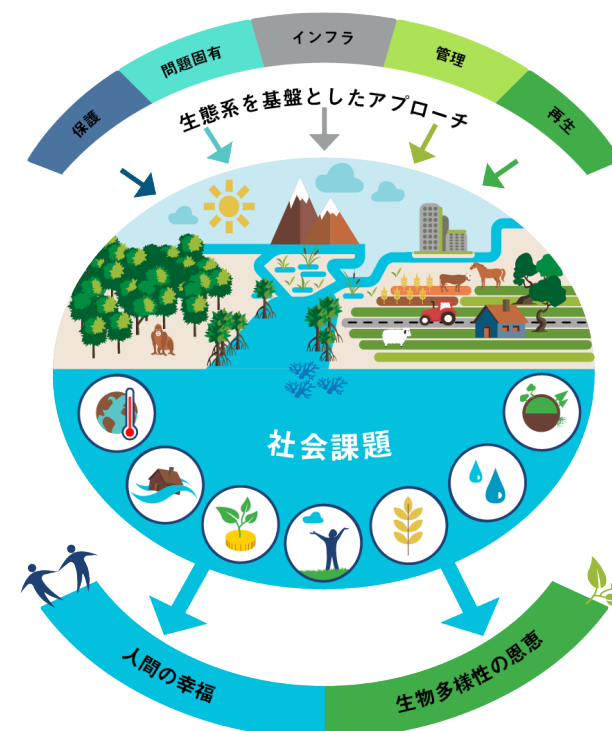 保護
問題固有
インフラ
管理
再生
生態系を基盤としたアプローチ
社会課題
人間の幸福
生物多様性の恩恵